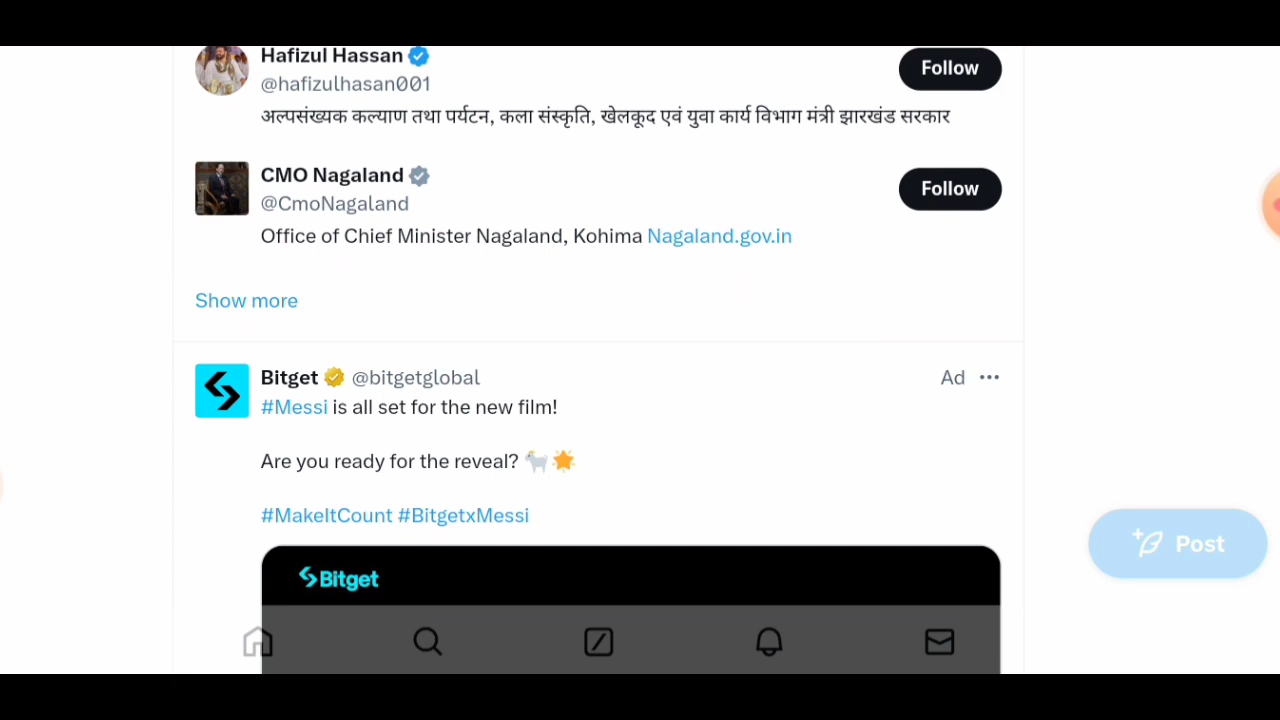 Hafizul Hassan
@hafizulhasan001
Follow
अल्पसंख्यक कल्याण तथा पर्यटन, कला संस्कृति, खेलकूद एवं युवा कार्य विभाग मंत्री झारखंड सरकार
CMO Nagaland
@CmoNagaland
Follow
Office of Chief Minister Nagaland, Kohima Nagaland.gov.in
Show more
Bitget @bitgetglobal
Ad
#Messi is all set for the new film!
Are you ready for the reveal? 🐐🌟
#MakeItCount #BitgetxMessi
Post
Bitget